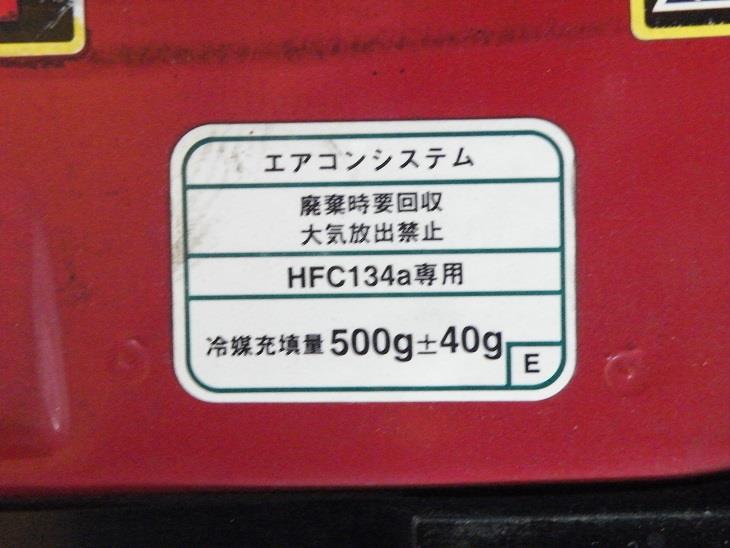 エアコンシステム
廃棄時要回収
大気放出禁止
HFC134a専用
冷媒充填量500g±40g
E